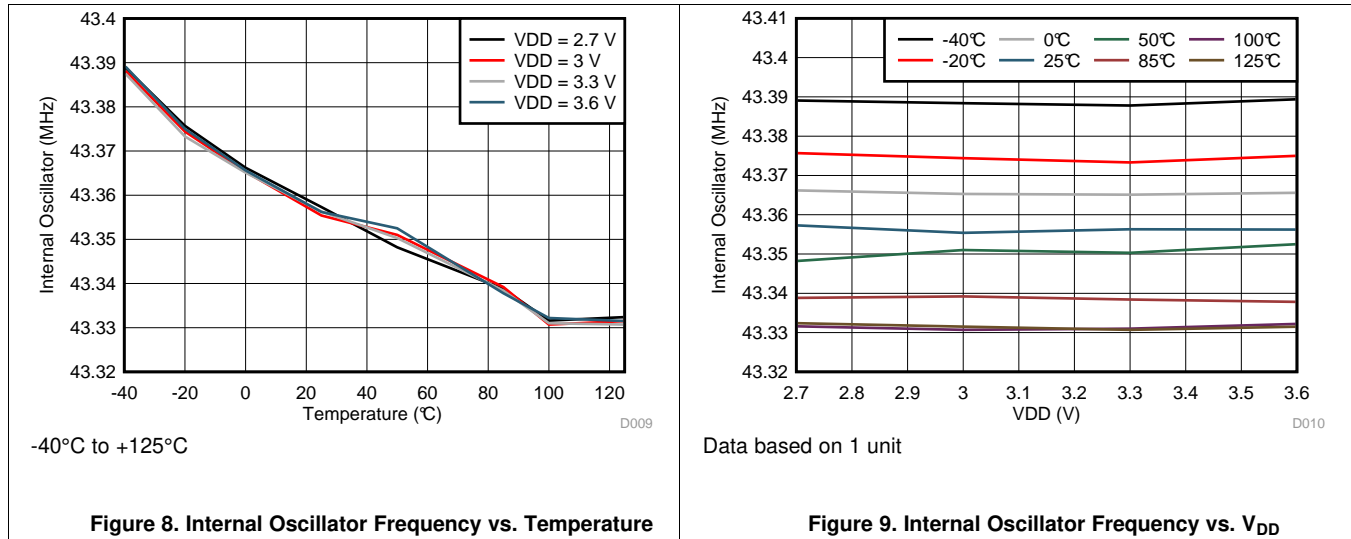 43.4
43.39
43.38
43.37
43.36
43.35
43.34
43.33
43.32
Internal Oscillator (MHz)
VDD = 2.7 V
VDD = 3 V
VDD = 3.3 V
VDD = 3.6 V
-40 -20 0 20 40 60 80 100 120
Temperature (℃)
D009
-40°C to +125°C
Figure 8. Internal Oscillator Frequency vs. Temperature
43.41
43.4
43.39
43.38
43.37
43.36
43.35
43.34
43.33
43.32
Internal Oscillator (MHz)
-40℃ 0℃ 50℃ 100℃
-20℃ 25℃ 85℃ 125℃
2.7 2.8 2.9 3 3.1 3.2 3.3 3.4 3.5 3.6
VDD (V)
D010
Data based on 1 unit
Figure 9. Internal Oscillator Frequency vs. VDD